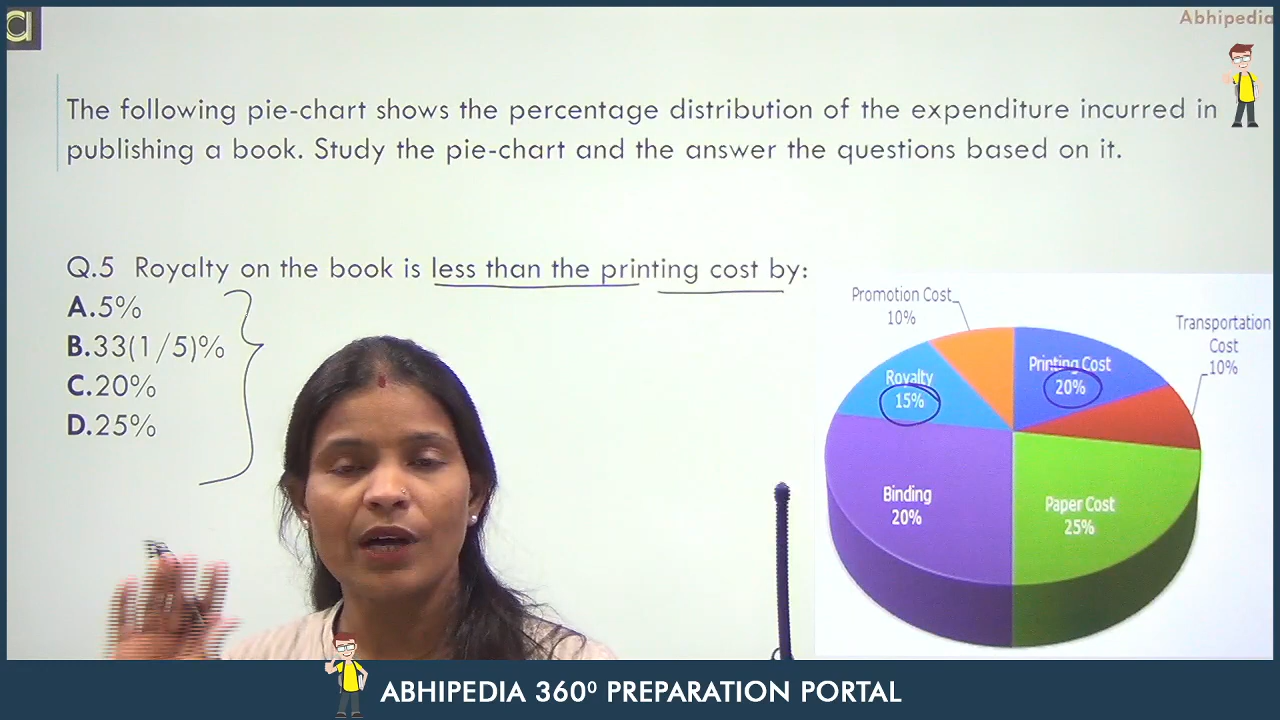 a
Abhipedia
The following pie-chart shows the percentage distribution of the expenditure incurred in
publishing a book. Study the pie-chart and the answer the questions based on it.
Q.5 Royalty on the book is less than the printing cost by:
A.5%
B.33(1/5)%
C.20%
D.25%
Promotion Cost
10%
Transportation
Cost
10%
Printing Cost
20%
Royalty
15%
Binding
20%
Paper Cost
25%
ABHIPEDIA 360⁰ PREPARATION PORTAL